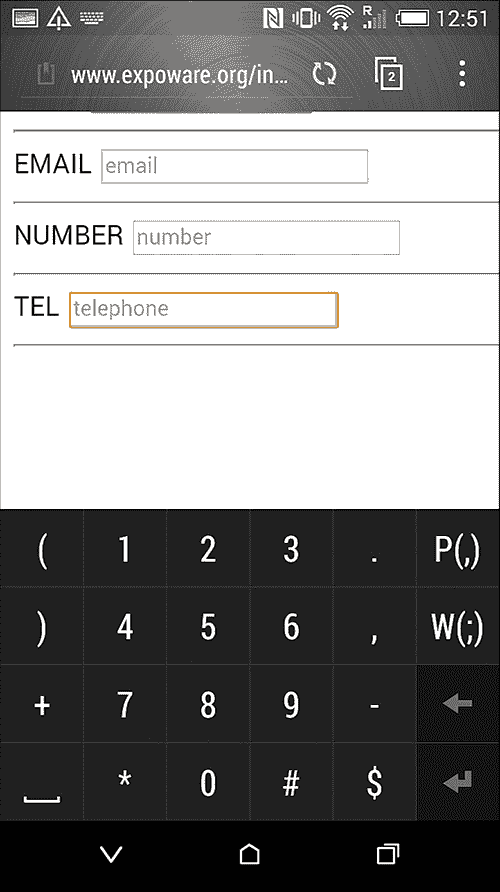 12:51
www.expoware.org/in... 2
EMAIL email
NUMBER number
TEL telephone
( 1 2 3 . P(,)
) 4 5 6 , W(;)
+ 7 8 9 -
* 0 # $